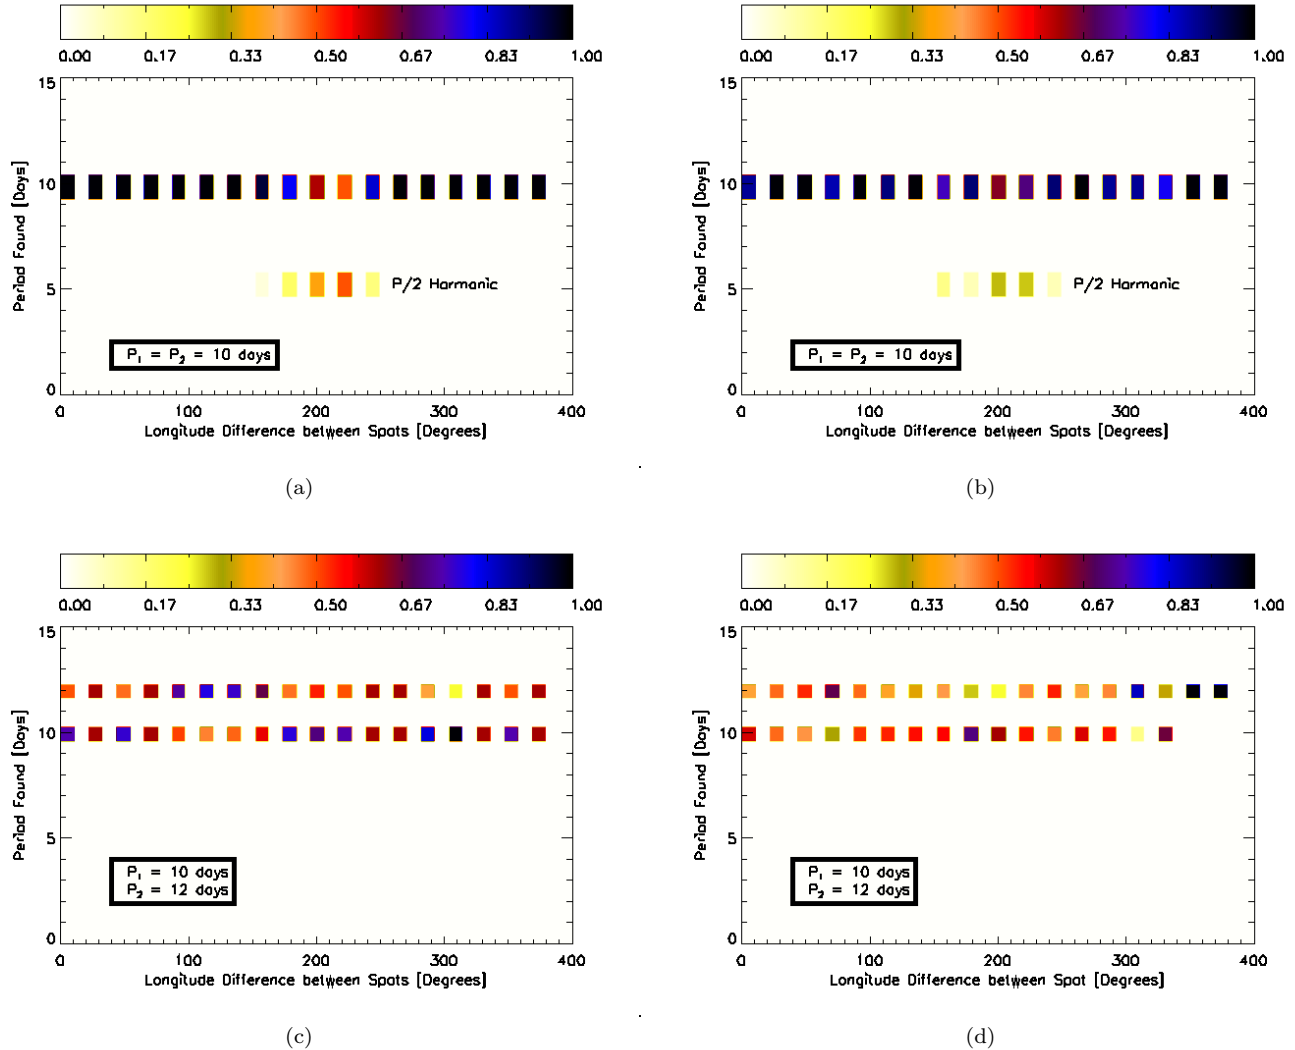 0.00 0.17 0.33 0.50 0.67 0.83 1.00
15
10
5
0
Period Found [Days]
P/2 Harmonic
P₁ = P₂ = 10 days
0 100 200 300 400
Longitude Difference between Spots [Degrees]
(a)
0.00 0.17 0.33 0.50 0.67 0.83 1.00
15
10
5
0
Period Found [Days]
P/2 Harmonic
P₁ = P₂ = 10 days
0 100 200 300 400
Longitude Difference between Spots [Degrees]
(b)
0.00 0.17 0.33 0.50 0.67 0.83 1.00
15
10
5
0
Period Found [Days]
P₁ = 10 days
P₂ = 12 days
0 100 200 300 400
Longitude Difference between Spots [Degrees]
(c)
0.00 0.17 0.33 0.50 0.67 0.83 1.00
15
10
5
0
Period Found [Days]
P₁ = 10 days
P₂ = 12 days
0 100 200 300 400
Longitude Difference between Spot [Degrees]
(d)